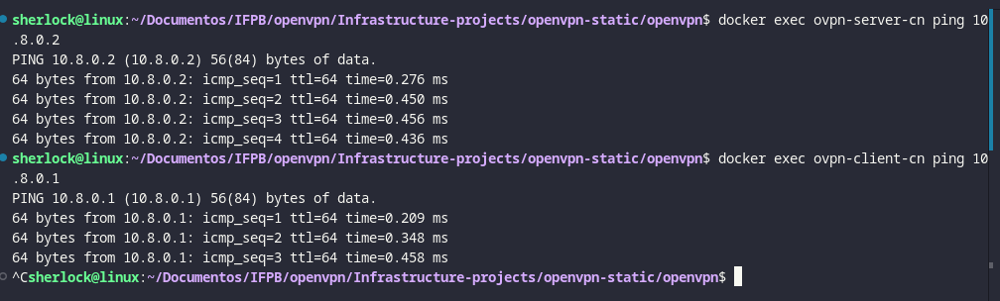 sherlock@linux:~/Documentos/IFPB/openvpn/Infrastructure-projects/openvpn-static/openvpn$ docker exec ovpn-server-cn ping 10
.8.0.2
PING 10.8.0.2 (10.8.0.2) 56(84) bytes of data.
64 bytes from 10.8.0.2: icmp_seq=1 ttl=64 time=0.276 ms
64 bytes from 10.8.0.2: icmp_seq=2 ttl=64 time=0.450 ms
64 bytes from 10.8.0.2: icmp_seq=3 ttl=64 time=0.456 ms
64 bytes from 10.8.0.2: icmp_seq=4 ttl=64 time=0.436 ms
sherlock@linux:~/Documentos/IFPB/openvpn/Infrastructure-projects/openvpn-static/openvpn$ docker exec ovpn-client-cn ping 10
.8.0.1
PING 10.8.0.1 (10.8.0.1) 56(84) bytes of data.
64 bytes from 10.8.0.1: icmp_seq=1 ttl=64 time=0.209 ms
64 bytes from 10.8.0.1: icmp_seq=2 ttl=64 time=0.348 ms
64 bytes from 10.8.0.1: icmp_seq=3 ttl=64 time=0.458 ms
^Csherlock@linux:~/Documentos/IFPB/openvpn/Infrastructure-projects/openvpn-static/openvpn$